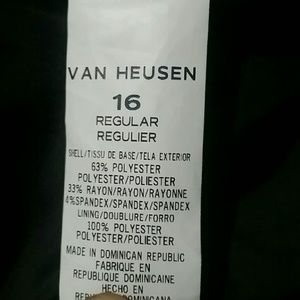 VAN HEUSEN
16
REGULAR
REGULIER
SHELL/TISSU DE BASE/TELA EXTERIOR
63% POLYESTER
POLYESTER/POLIESTER
33% RAYON/RAYON/RAYONNE
4%SPANDEX/SPANDEX/SPANDEX
LINING/DOUBLURE/FORRO
100% POLYESTER
POLYESTER/POLIESTER
MADE IN DOMINICAN REPUBLIC
FABRIQUE EN
REPUBLIQUE DOMINICAINE
HECHO EN
DOMINICANA